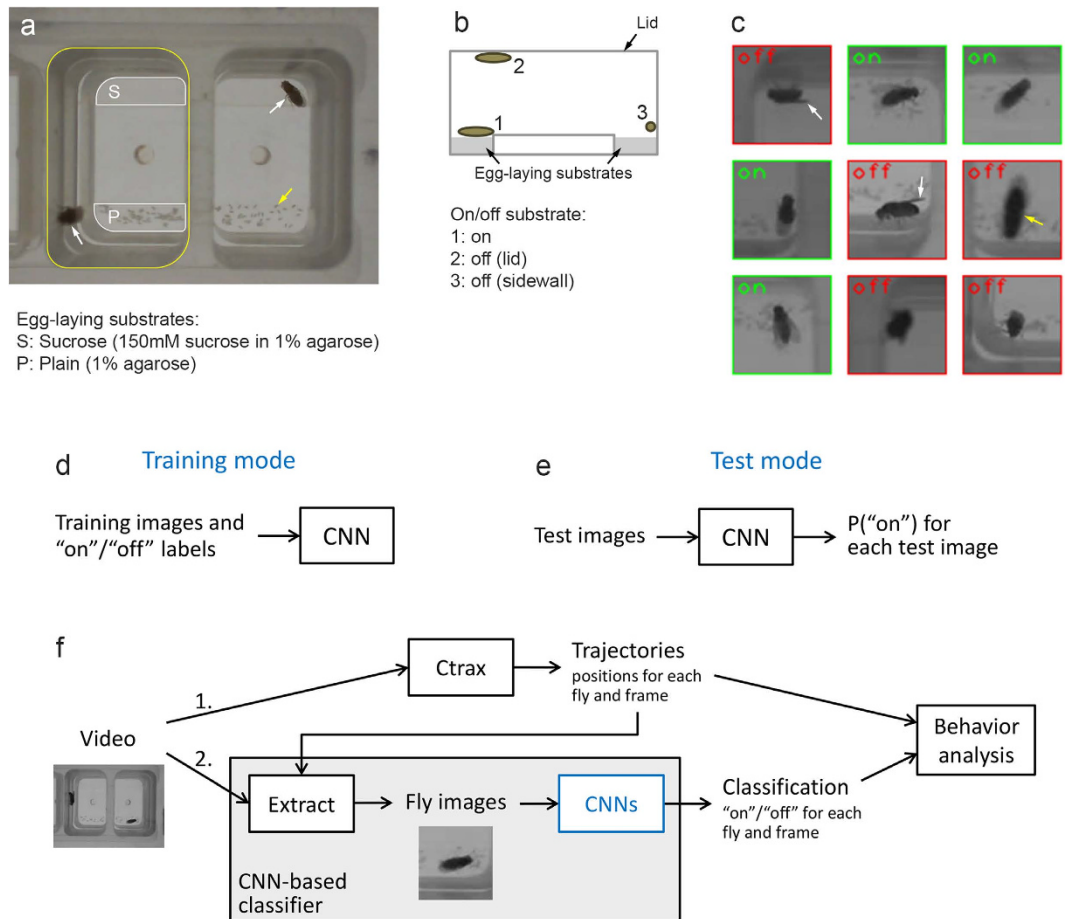 a
S
P
Egg-laying substrates:
S: Sucrose (150mM sucrose in 1% agarose)
P: Plain (1% agarose)
b
Lid
2
1
3
Egg-laying substrates
On/off substrate:
1: on
2: off (lid)
3: off (sidewall)
c
off
on
on
on
off
off
on
off
off
d
Training mode
Training images and
“on”/“off” labels
CNN
e
Test mode
Test images
CNN
P(“on”) for
each test image
f
Video
1.
2.
Ctrax
Trajectories
positions for each
fly and frame
Extract
Fly images
CNNs
CNN-based
classifier
Classification
“on”/“off” for each
fly and frame
Behavior
analysis